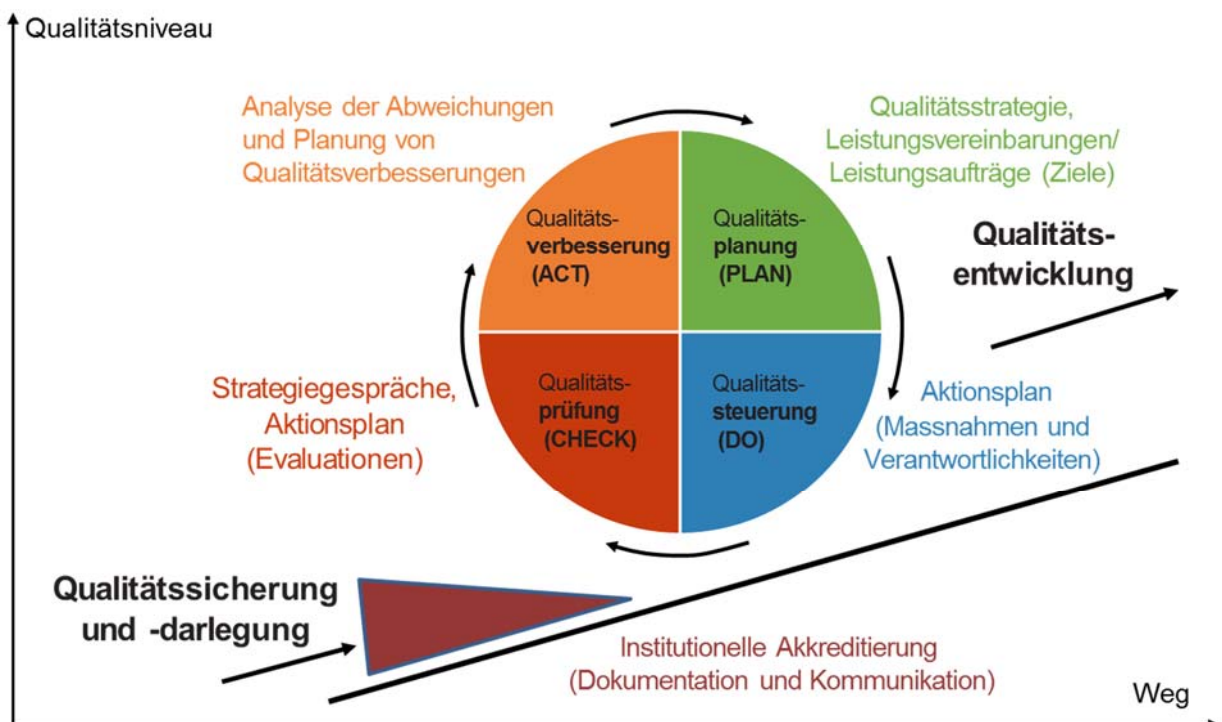 Qualitätsniveau
Analyse der Abweichungen
und Planung von
Qualitätsverbesserungen
Qualitätsstrategie,
Leistungsvereinbarungen/
Leistungsaufträge (Ziele)
Qualitäts-
verbesserung
(ACT)
Qualitäts-
planung
(PLAN)
Qualitäts-
entwicklung
Strategiegespräche,
Aktionsplan
(Evaluationen)
Qualitäts-
prüfung
(CHECK)
Qualitäts-
steuerung
(DO)
Aktionsplan
(Massnahmen und
Verantwortlichkeiten)
Qualitätssicherung
und -darlegung
Institutionelle Akkreditierung
(Dokumentation und Kommunikation)
Weg